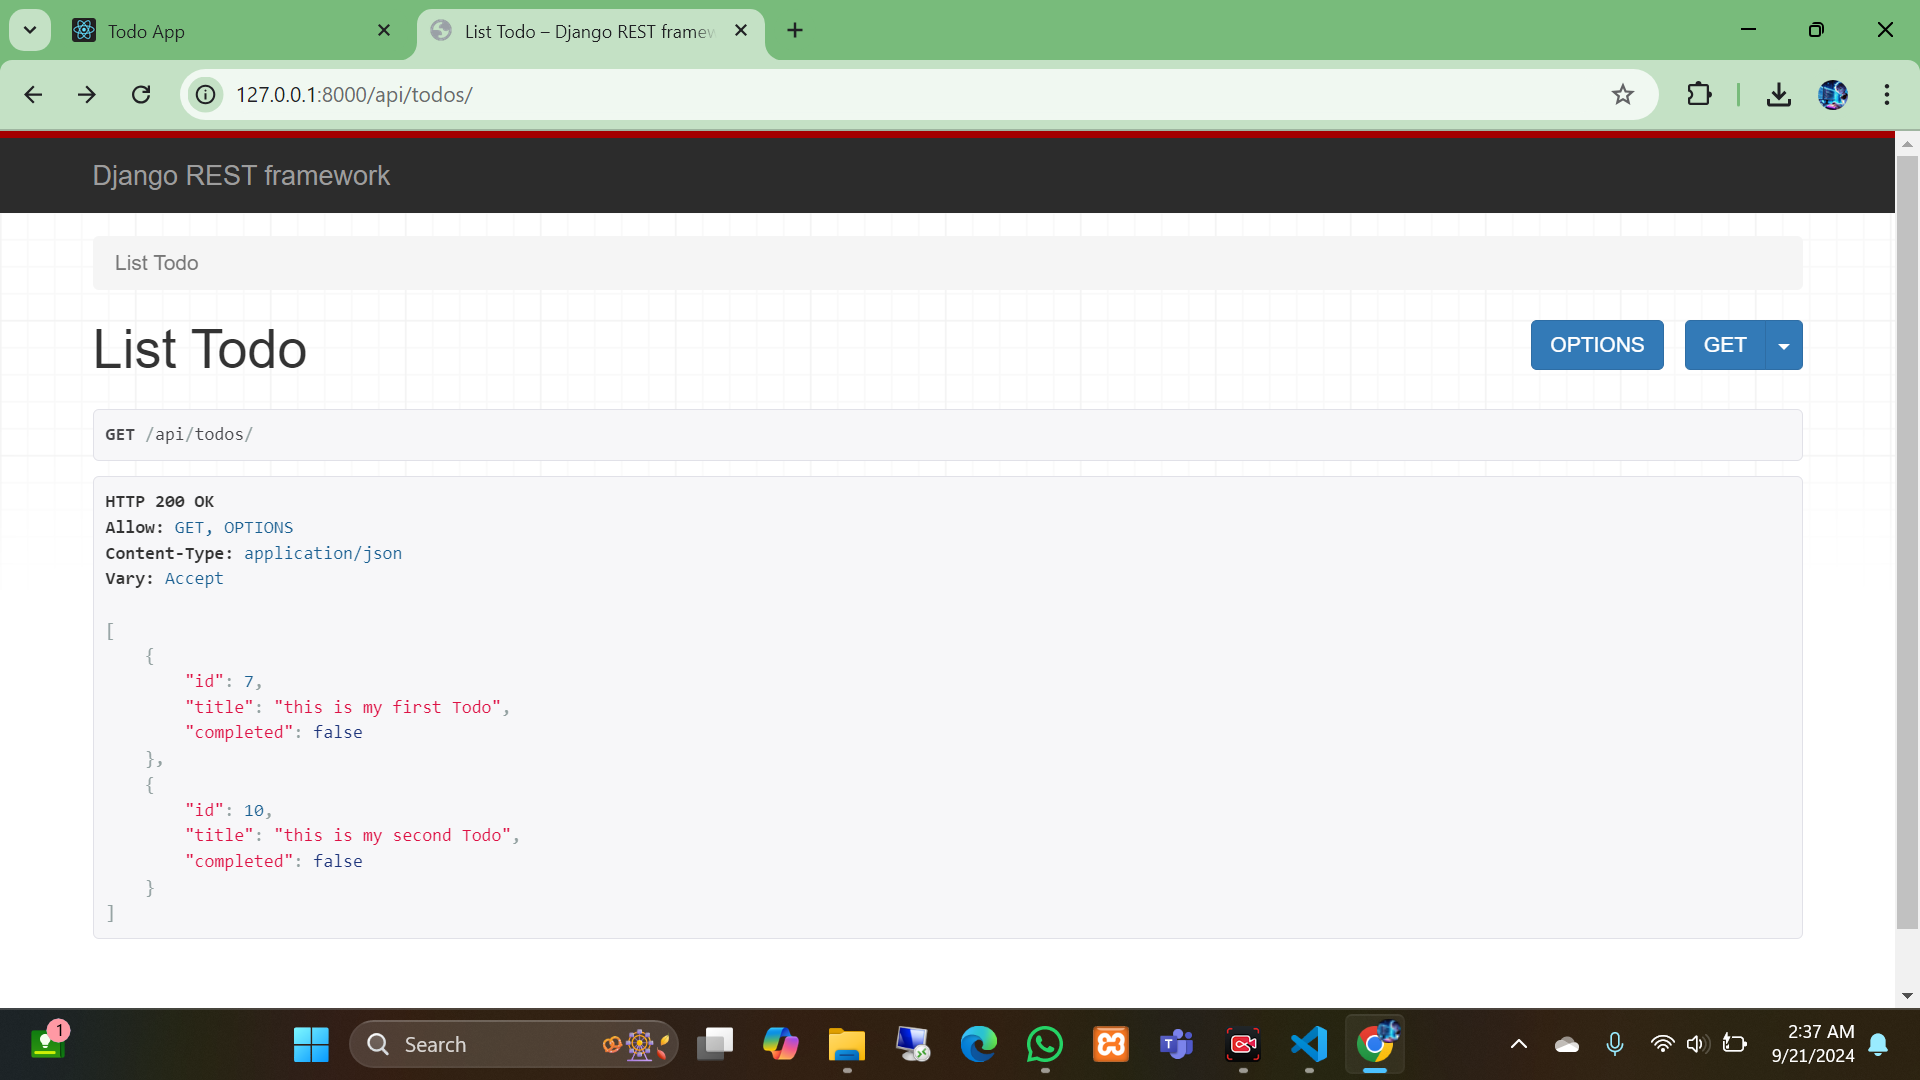 Todo App
List Todo – Django REST framew
127.0.0.1:8000/api/todos/
Django REST framework
List Todo
List Todo
OPTIONS
GET
GET /api/todos/
HTTP 200 OK
Allow: GET, OPTIONS
Content-Type: application/json
Vary: Accept
[
    {
        "id": 7,
        "title": "this is my first Todo",
        "completed": false
    },
    {
        "id": 10,
        "title": "this is my second Todo",
        "completed": false
    }
]
1
Search
2:37 AM
9/21/2024